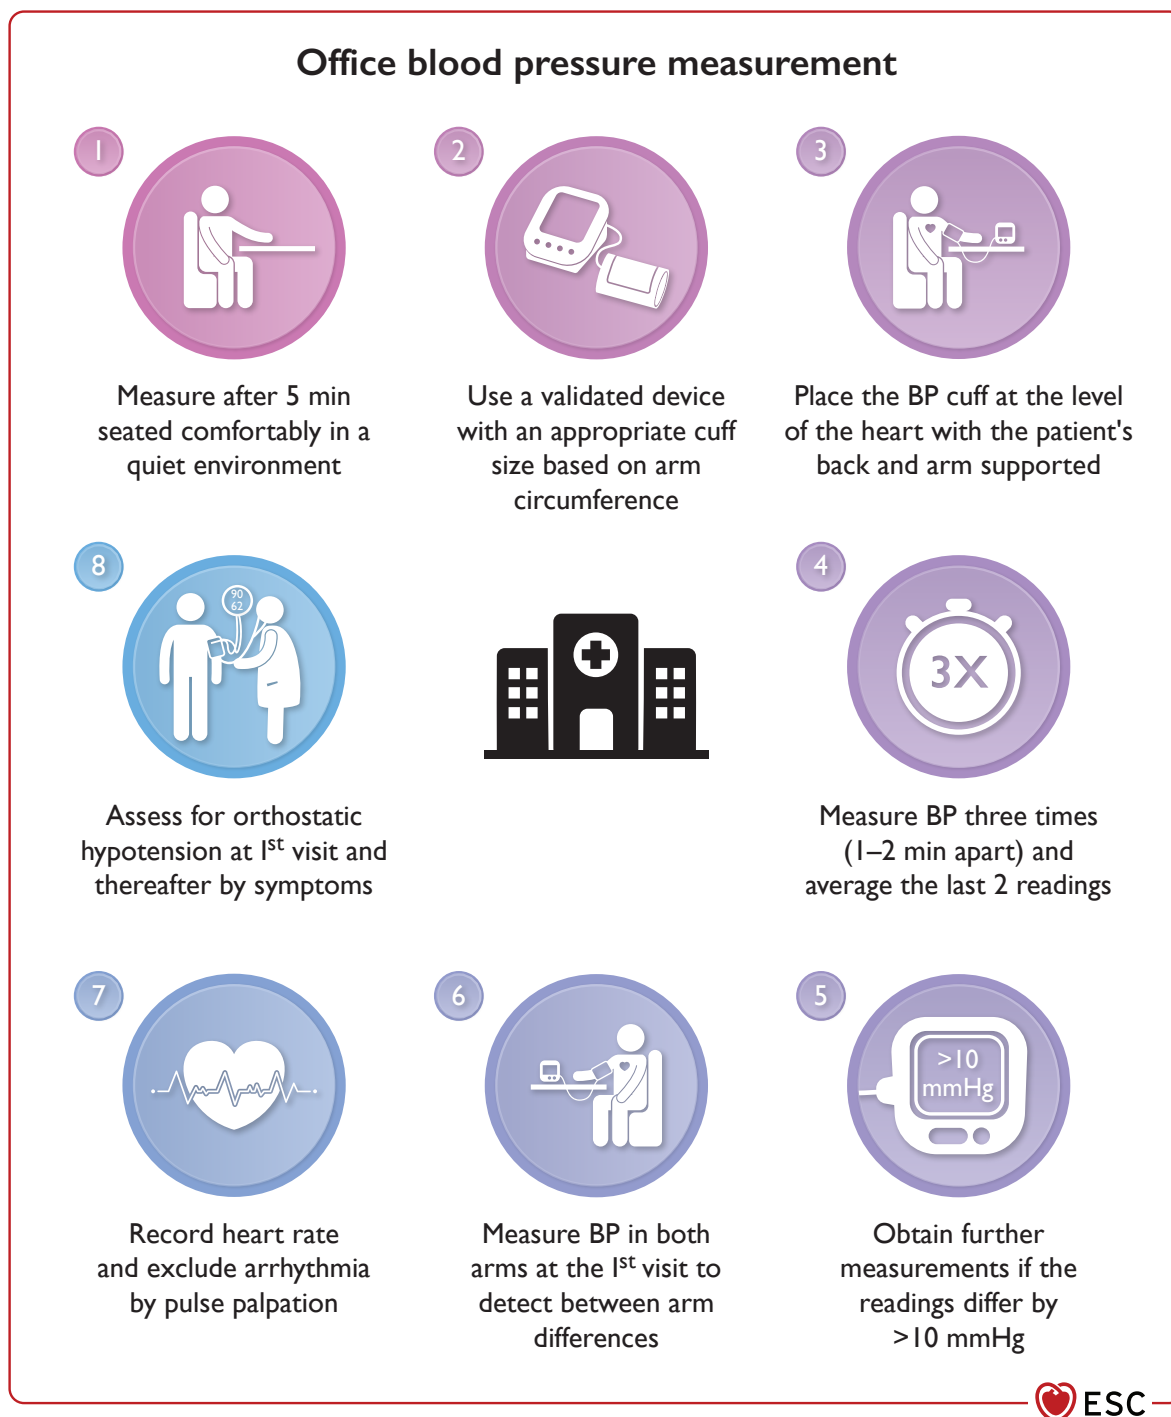 Office blood pressure measurement
1
Measure after 5 min
seated comfortably in a
quiet environment
2
Use a validated device
with an appropriate cuff
size based on arm
circumference
3
Place the BP cuff at the level
of the heart with the patient's
back and arm supported
4
3X
Measure BP three times
(1–2 min apart) and
average the last 2 readings
5
>10
mmHg
Obtain further
measurements if the
readings differ by
>10 mmHg
6
Measure BP in both
arms at the 1st visit to
detect between arm
differences
7
Record heart rate
and exclude arrhythmia
by pulse palpation
8
90
62
Assess for orthostatic
hypotension at 1st visit and
thereafter by symptoms
ESC